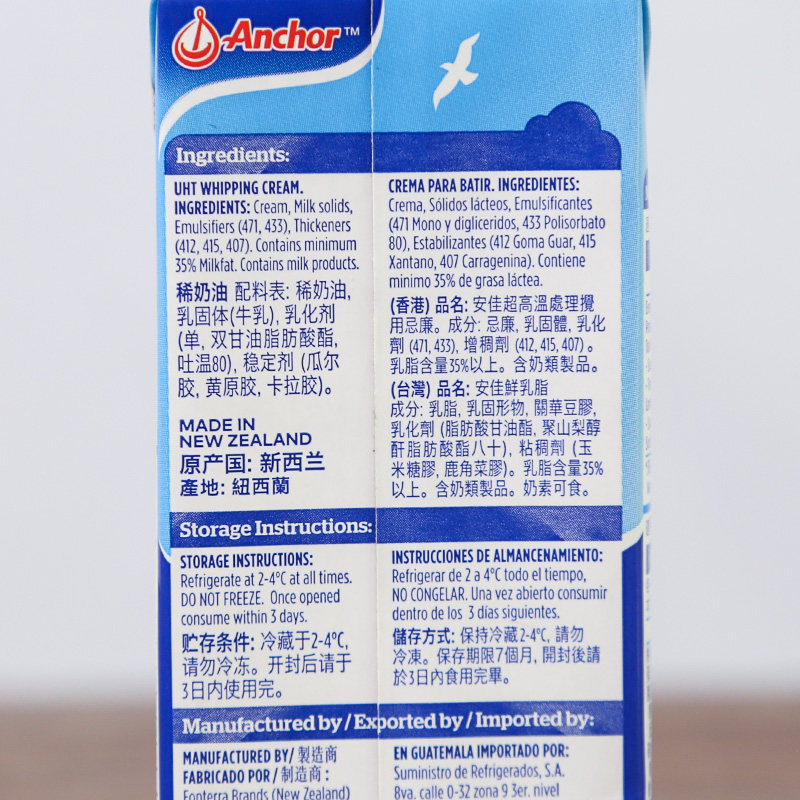 Anchor™
Ingredients:
UHT WHIPPING CREAM.
INGREDIENTS: Cream, Milk solids,
Emulsifiers (471, 433), Thickeners
(412, 415, 407). Contains minimum
35% Milkfat. Contains milk products.
稀奶油 配料表: 稀奶油,
乳固体(牛乳), 乳化剂
(单, 双甘油脂肪酸酯,
吐温80), 稳定剂 (瓜尔
胶, 黄原胶, 卡拉胶)。
MADE IN
NEW ZEALAND
原产国: 新西兰
產地: 紐西蘭
CREMA PARA BATIR. INGREDIENTES:
Crema, Sólidos lácteos, Emulsificantes
(471 Mono y digliceridos, 433 Polisorbato
80), Estabilizantes (412 Goma Guar, 415
Xantano, 407 Carragenina). Contiene
minimo 35% de grasa láctea.
(香港) 品名: 安佳超高溫處理攪
用忌廉。成分: 忌廉, 乳固體, 乳化
劑 (471, 433), 增稠劑 (412, 415, 407) 。
乳脂含量35%以上。含奶類製品。
(台灣) 品名: 安佳鮮乳脂
成分: 乳脂, 乳固形物, 關華豆膠,
乳化劑 (脂肪酸甘油酯, 聚山梨醇
酐脂肪酸酯八十), 粘稠劑 (玉
米糖膠, 鹿角菜膠)。乳脂含量35%
以上。含奶類製品。奶素可食。
Storage Instructions:
STORAGE INSTRUCTIONS:
Refrigerate at 2-4°C at all times.
DO NOT FREEZE. Once opened
consume within 3 days.
贮存条件: 冷藏于2-4°C,
请勿冷冻。开封后请于
3日内使用完。
INSTRUCCIONES DE ALMANCENAMIENTO:
Refrigerar de 2 a 4°C todo el tiempo,
NO CONGELAR. Una vez abierto consumir
dentro de los 3 días siguientes.
儲存方式: 保持冷藏2-4°C, 請勿
冷凍。保存期限7個月, 開封後請
於3日內食用完畢。
Manufactured by / Exported by / Imported by:
MANUFACTURED BY/ 製造商
FABRICADO POR / 制造商 :
Fonterra Brands (New Zealand)
EN GUATEMALA IMPORTADO POR:
Suministro de Refrigerados, S.A.
8va. calle 0-32 zona 9 3er. nivel